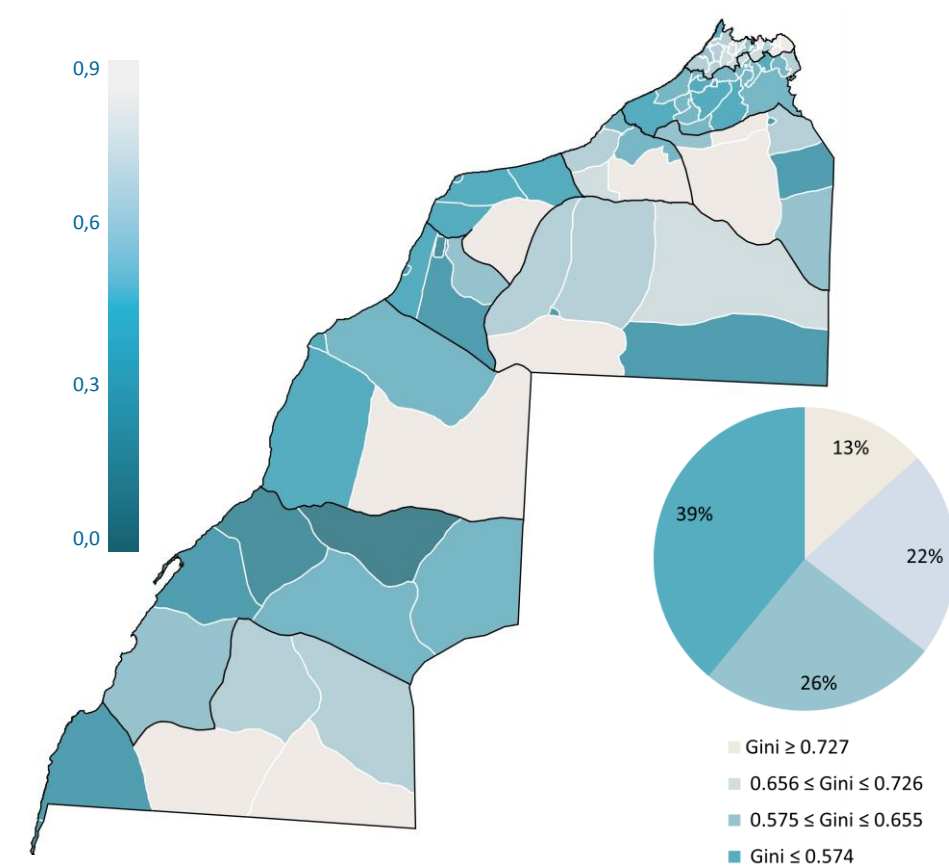 0,9
0,6
0,3
0,0
13%
39%
22%
26%
Gini ≥ 0.727
0.656 ≤ Gini ≤ 0.726
0.575 ≤ Gini ≤ 0.655
Gini ≤ 0.574